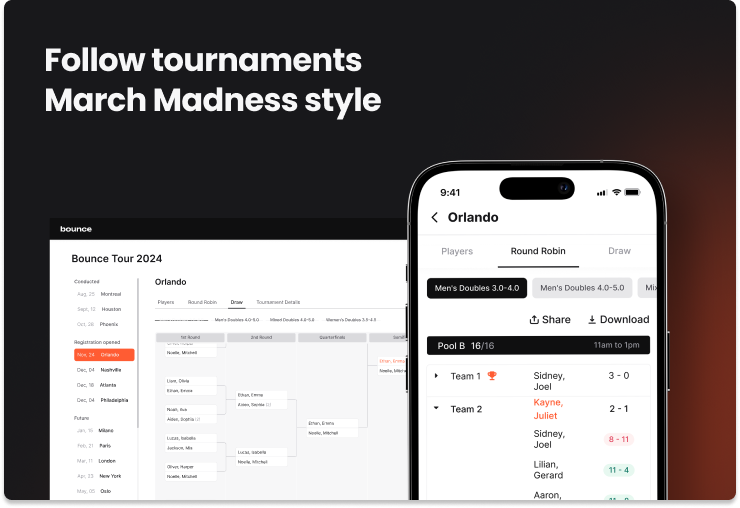 Follow tournaments
March Madness style
bounce
Bounce Tour 2024
Conducted
Aug, 25 Montreal
Sept, 12 Houston
Oct, 28 Phoenix
Registration opened
Nov, 24 Orlando
Dec, 04 Nashville
Dec, 18 Atlanta
Dec, 04 Philadelphia
Future
Jan, 15 Milano
Feb, 21 Paris
Mar, 11 London
Apr, 23 New York
May, 05 Oslo
Orlando
Players Round Robin Draw Tournament Details
Men's Doubles 4.0-5.0 Mixed Doubles 4.0-5.0 Women's Doubles 3.5-4.5
1st Round 2nd Round Quarterfinals
Noelle, Mitchell
Liam, Olivia
Ethan, Emma
Noah, Ava
Aiden, Sophia (2)
Lucas, Isabella
Jackson, Mia
Oliver, Harper
Noelle, Mitchell
Ethan, Emma
Aiden, Sophia (2)
Lucas, Isabella
Noelle, Mitchell
Ethan, Emma
Noelle, Mitchell
Ethan, Emma
9:41
Orlando
Players Round Robin Draw
Men's Doubles 3.0-4.0 Men's Doubles 4.0-5.0 Mix
Share Download
Pool B 16/16 11am to 1pm
Team 1 Sidney, 3 - 0
Joel
Team 2 Kayne, 2 - 1
Juliet
Sidney, 8 - 11
Joel
Lilian, 11 - 4
Gerard
Aaron,